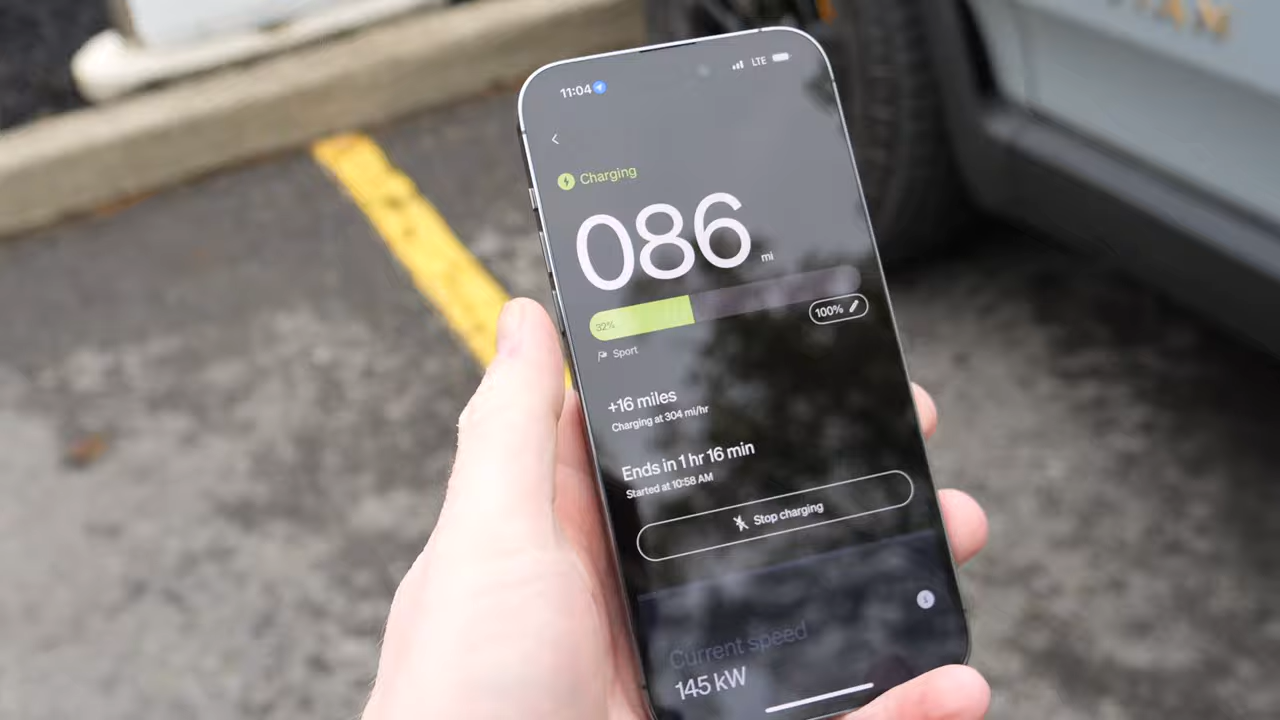 11:04
LTE
Charging
086 mi
32%
100%
Sport
+16 miles
Charging at 304 mi/hr
Ends in 1 hr 16 min
Started at 10:58 AM
Stop charging
Current speed
145 kW